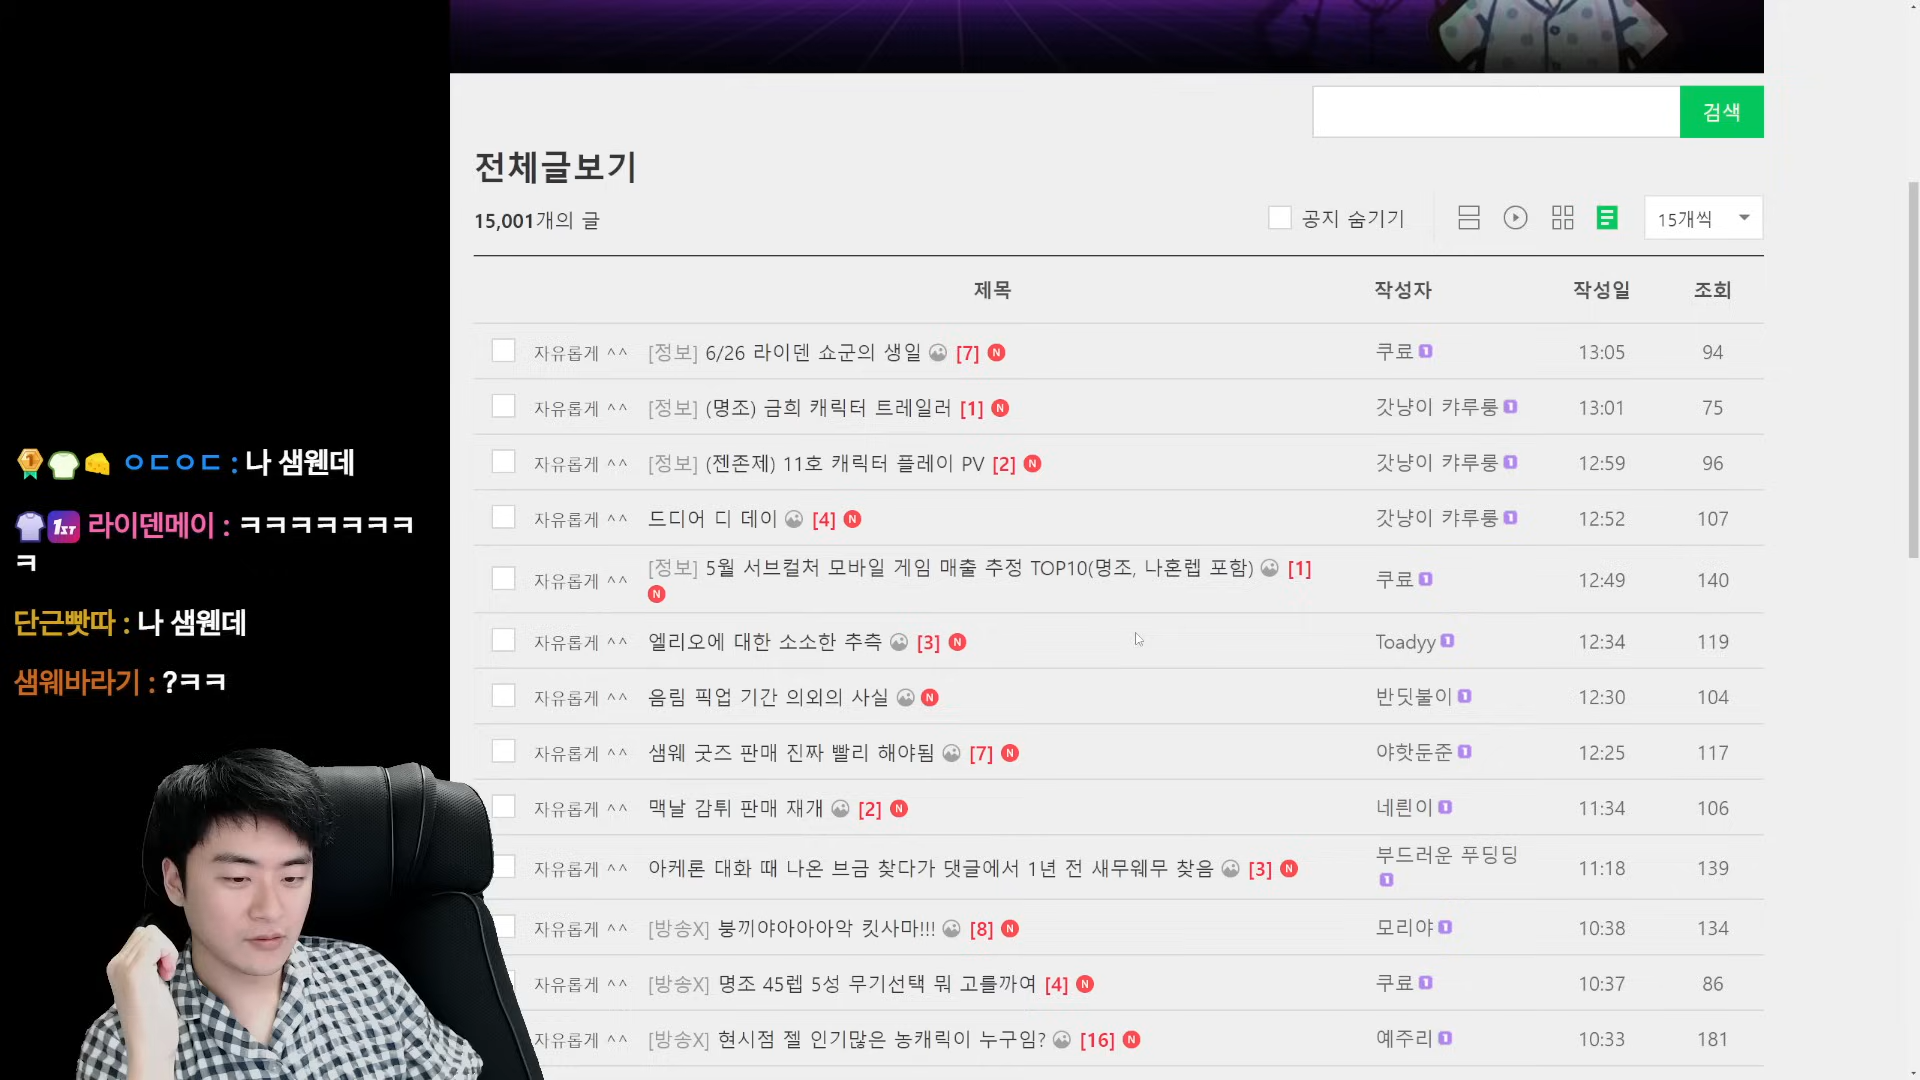 검색
전체글보기
15,001개의 글
공지 숨기기
15개씩
제목 작성자 작성일 조회
자유롭게 ^^ [정보] 6/26 라이덴 쇼군의 생일 [7] N 쿠료 1 13:05 94
자유롭게 ^^ [정보] (명조) 금희 캐릭터 트레일러 [1] N 갓냥이 캬루룽 1 13:01 75
자유롭게 ^^ [정보] (젠존제) 11호 캐릭터 플레이 PV [2] N 갓냥이 캬루룽 1 12:59 96
자유롭게 ^^ 드디어 디 데이 [4] N 갓냥이 캬루룽 1 12:52 107
자유롭게 ^^ [정보] 5월 서브컬처 모바일 게임 매출 추정 TOP10(명조, 나혼렙 포함) [1] N 쿠료 1 12:49 140
자유롭게 ^^ 엘리오에 대한 소소한 추측 [3] N Toadyy 1 12:34 119
자유롭게 ^^ 음림 픽업 기간 의외의 사실 N 반딧불이 1 12:30 104
자유롭게 ^^ 샘웨 굿즈 판매 진짜 빨리 해야됨 [7] N 야핫둔준 1 12:25 117
자유롭게 ^^ 맥날 감튀 판매 재개 [2] N 네린이 1 11:34 106
자유롭게 ^^ 아케론 대화 때 나온 브금 찾다가 댓글에서 1년 전 새무웨무 찾음 [3] N 부드러운 푸딩딩 1 11:18 139
자유롭게 ^^ [방송X] 붕끼야아아아악 킷사마!!! [8] N 모리야 1 10:38 134
자유롭게 ^^ [방송X] 명조 45렙 5성 무기선택 뭐 고를까여 [4] N 쿠료 1 10:37 86
자유롭게 ^^ [방송X] 현시점 젤 인기많은 농캐릭이 누구임? [16] N 예주리 1 10:33 181
ㅇㄷㅇㄷ : 나 샘웬데
1ST 라이덴메이 : ㅋㅋㅋㅋㅋㅋㅋ
ㅋ
단근빳따 : 나 샘웬데
샘웨바라기 : ?ㅋㅋ